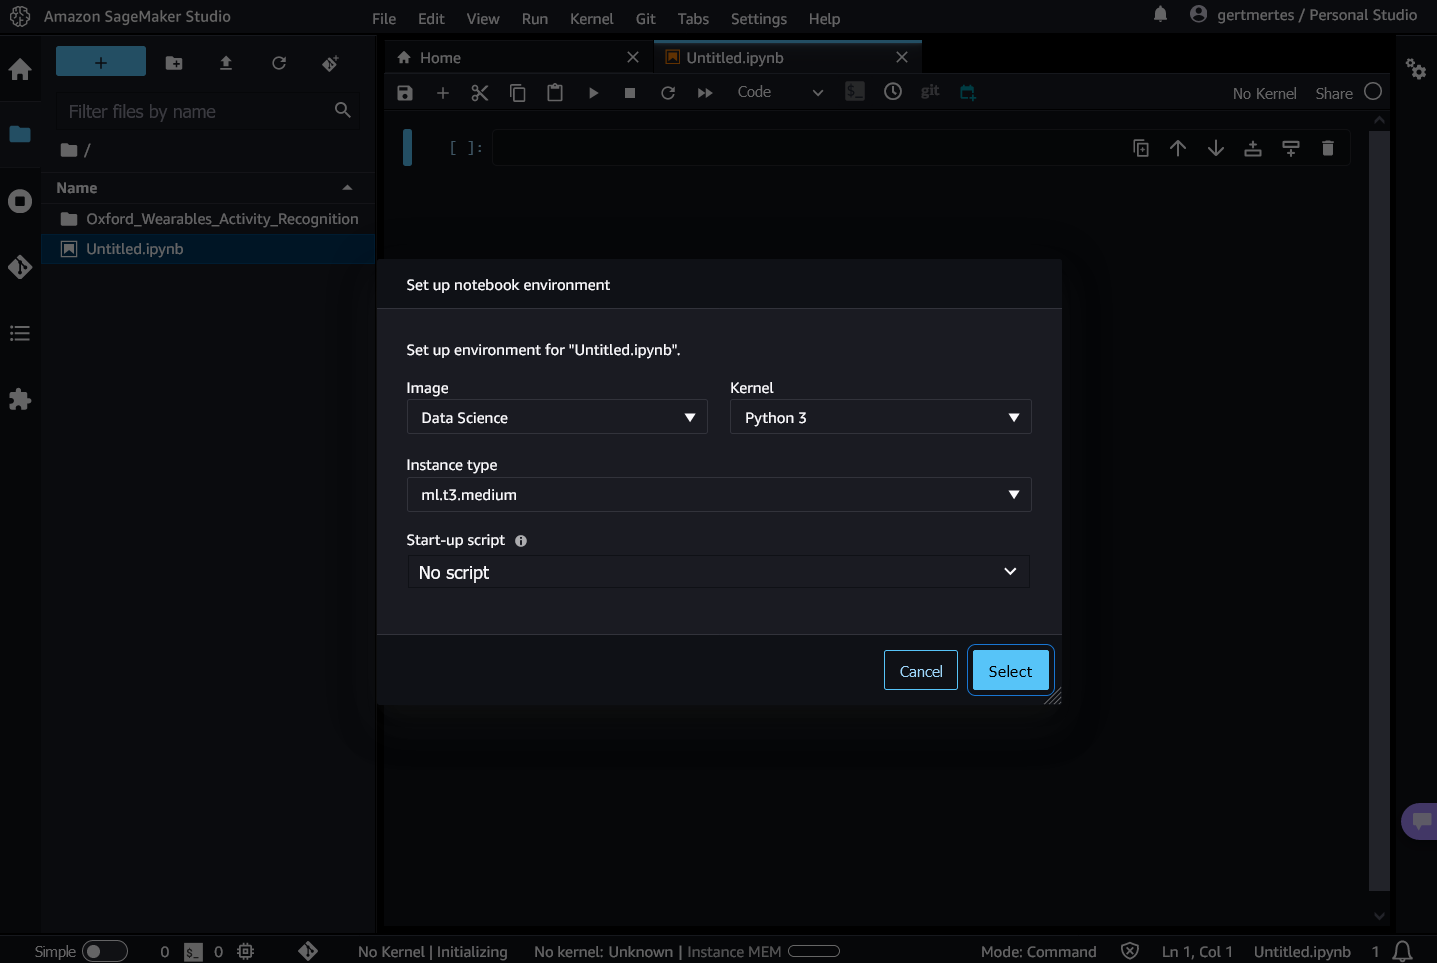 Amazon SageMaker Studio
File Edit View Run Kernel Git Tabs Settings Help
gertmertes / Personal Studio
+
Filter files by name
/
Name
Oxford_Wearables_Activity_Recognition
Untitled.ipynb
Home
Untitled.ipynb
Code
git
No Kernel Share
[ ]:
Set up notebook environment
Set up environment for "Untitled.ipynb".
Image
Data Science
Kernel
Python 3
Instance type
ml.t3.medium
Start-up script
No script
Cancel Select
Simple 0 $_ 0 No Kernel | Initializing No kernel: Unknown | Instance MEM Mode: Command Ln 1, Col 1 Untitled.ipynb 1